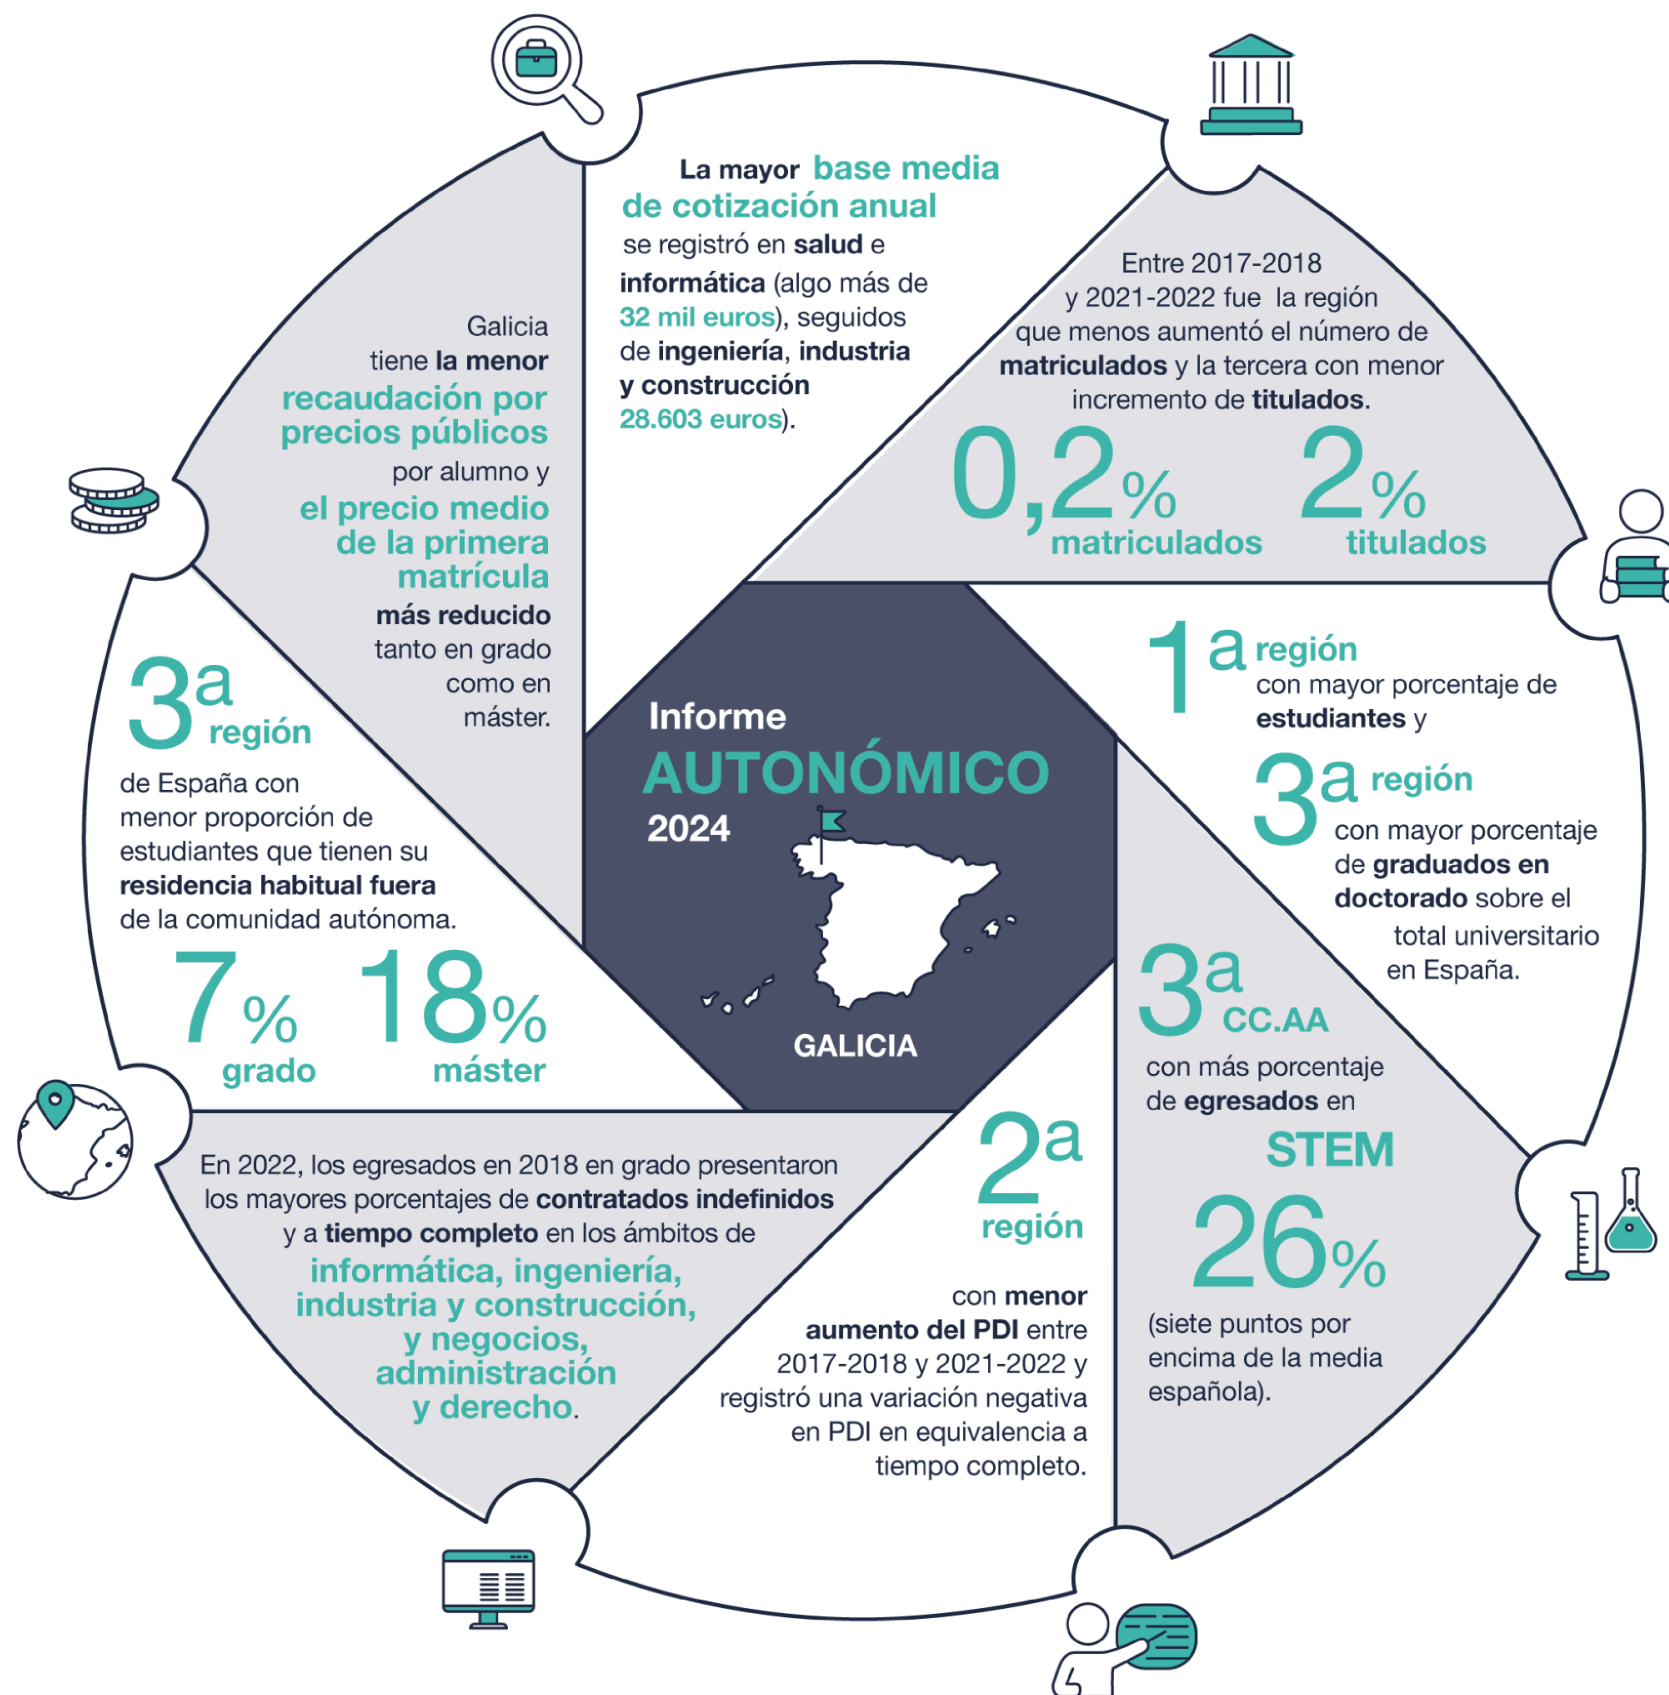 La mayor base media
de cotización anual
se registró en salud e
informática (algo más de
32 mil euros), seguidos
de ingeniería, industria
y construcción
28.603 euros).
Entre 2017-2018
y 2021-2022 fue la región
que menos aumentó el número de
matriculados y la tercera con menor
incremento de titulados.
0,2% 2%
matriculados titulados
1ª región
con mayor porcentaje de
estudiantes y
3ª región
con mayor porcentaje
de graduados en
doctorado sobre el
total universitario
en España.
3ª
CC.AA
con más porcentaje
de egresados en
STEM
26%
(siete puntos por
encima de la media
española).
2ª
región
con menor
aumento del PDI entre
2017-2018 y 2021-2022 y
registró una variación negativa
en PDI en equivalencia a
tiempo completo.
En 2022, los egresados en 2018 en grado presentaron
los mayores porcentajes de contratados indefinidos
y a tiempo completo en los ámbitos de
informática, ingeniería,
industria y construcción,
y negocios,
administración
y derecho.
3ª
región
de España con
menor proporción de
estudiantes que tienen su
residencia habitual fuera
de la comunidad autónoma.
7% 18%
grado máster
Galicia
tiene la menor
recaudación por
precios públicos
por alumno y
el precio medio
de la primera
matrícula
más reducido
tanto en grado
como en
máster.
Informe
AUTONÓMICO
2024
GALICIA